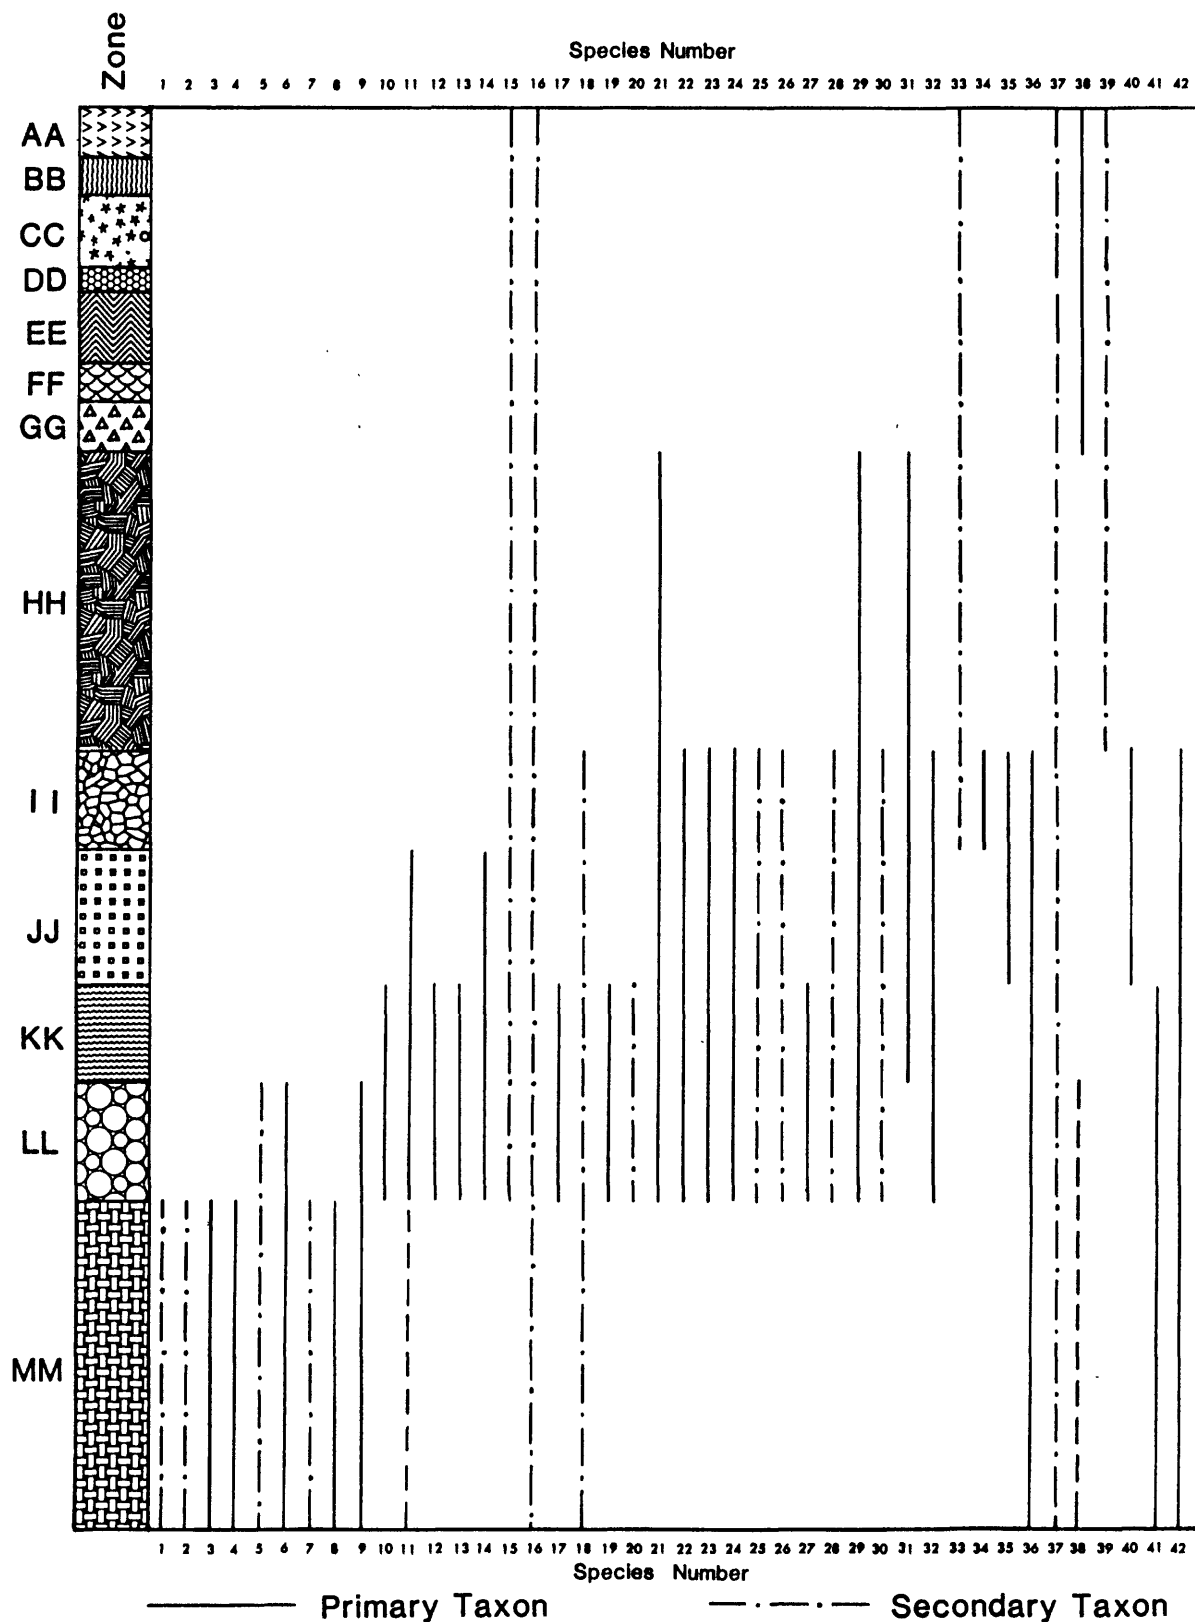 Zone
Species Number
1 2 3 4 5 6 7 8 9 10 11 12 13 14 15 16 17 18 19 20 21 22 23 24 25 26 27 28 29 30 31 32 33 34 35 36 37 38 39 40 41 42
AA
BB
CC
DD
EE
FF
GG
HH
II
JJ
KK
LL
MM
1 2 3 4 5 6 7 8 9 10 11 12 13 14 15 16 17 18 19 20 21 22 23 24 25 26 27 28 29 30 31 32 33 34 35 36 37 38 39 40 41 42
Species Number
Primary Taxon Secondary Taxon